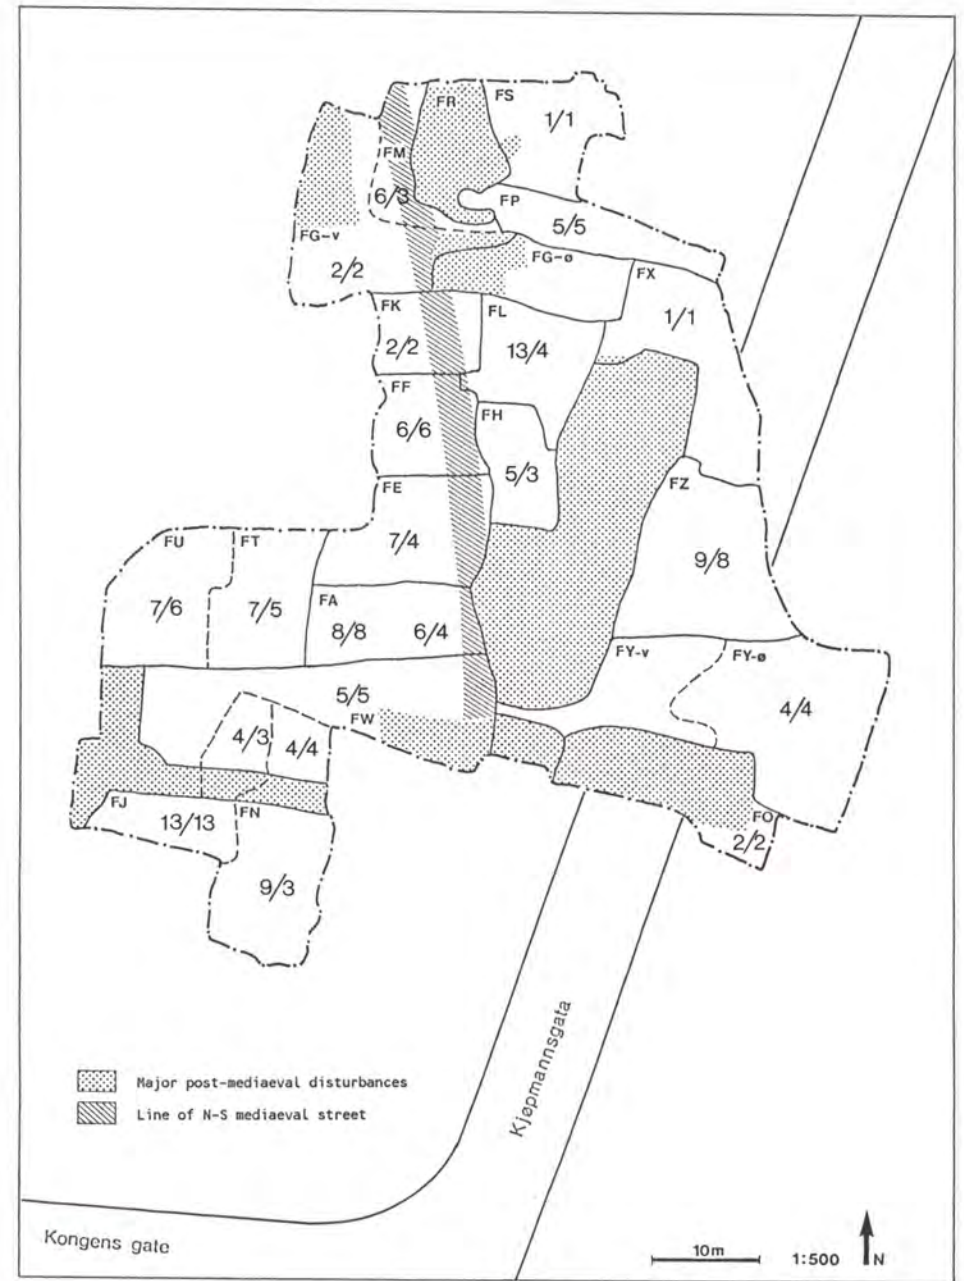 FR
FS
1/1
FM
6/3
FP
5/5
FG-v
2/2
FG-ø
FX
1/1
FK
2/2
FL
13/4
FF
6/6
FH
5/3
FE
7/4
FZ
9/8
FU
7/6
FT
7/5
FA
8/8
6/4
FY-v
FY-ø
4/4
5/5
FW
4/3
4/4
FJ
13/13
FN
9/3
FO
2/2
Major post-mediaeval disturbances
Line of N-S mediaeval street
Kjøpmannsgata
Kongens gate
10m
1:500
N